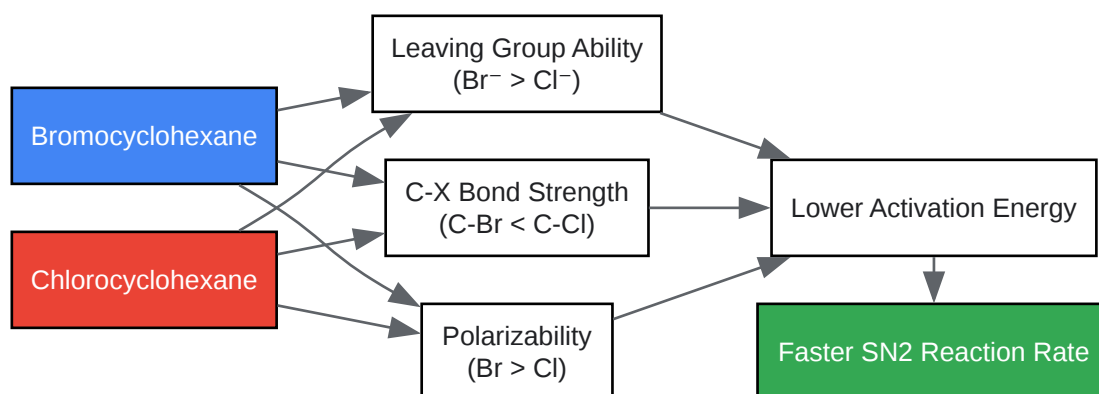 Leaving Group Ability
(Br⁻ > Cl⁻)
Bromocyclohexane
C-X Bond Strength
(C-Br < C-Cl)
Lower Activation Energy
Chlorocyclohexane
Polarizability
(Br > Cl)
Faster SN2 Reaction Rate